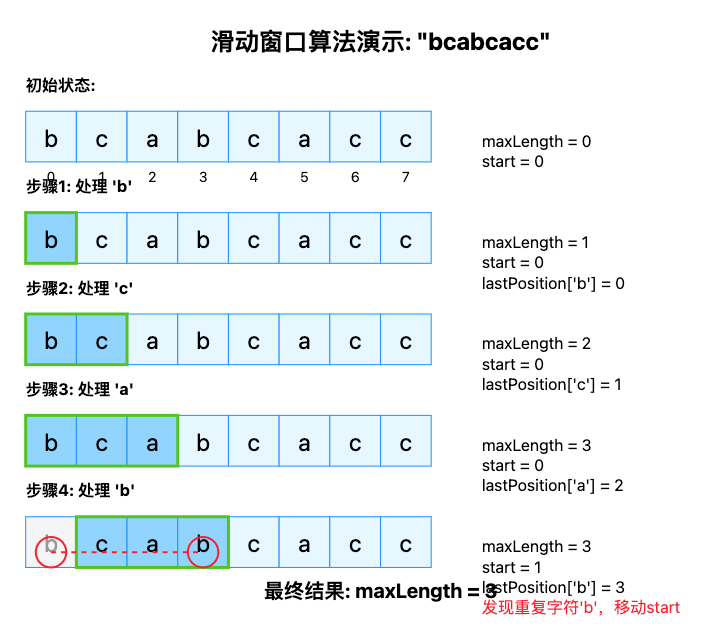 滑动窗口算法演示: "bcabcacc"
初始状态:
b c a b c a c c
0 1 2 3 4 5 6 7
maxLength = 0
start = 0
步骤1: 处理 'b'
b c a b c a c c
maxLength = 1
start = 0
lastPosition['b'] = 0
步骤2: 处理 'c'
b c a b c a c c
maxLength = 2
start = 0
lastPosition['c'] = 1
步骤3: 处理 'a'
b c a b c a c c
maxLength = 3
start = 0
lastPosition['a'] = 2
步骤4: 处理 'b'
b c a b c a c c
maxLength = 3
start = 1
lastPosition['b'] = 3
发现重复字符'b'，移动start
最终结果: maxLength = 3